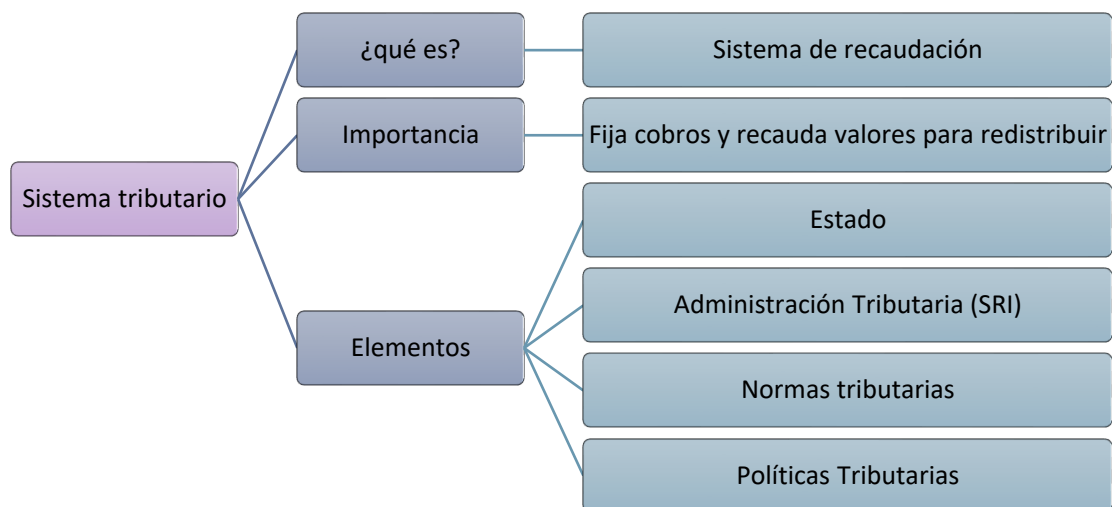 Sistema tributario
¿qué es?
Sistema de recaudación
Importancia
Fija cobros y recauda valores para redistribuir
Elementos
Estado
Administración Tributaria (SRI)
Normas tributarias
Políticas Tributarias